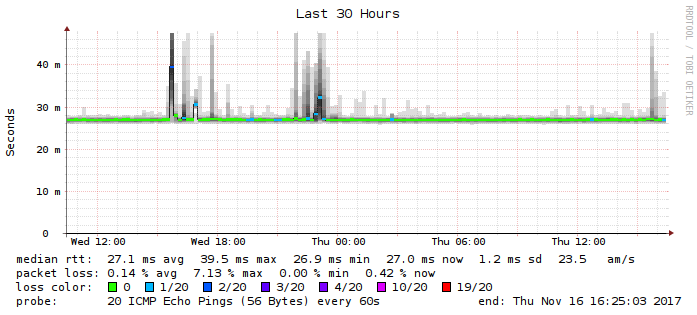 Last 30 Hours
RRDTOOL / TOBI OETIKER
Seconds
40 m
30 m
20 m
10 m
0
Wed 12:00 Wed 18:00 Thu 00:00 Thu 06:00 Thu 12:00
median rtt: 27.1 ms avg 39.5 ms max 26.9 ms min 27.0 ms now 1.2 ms sd 23.5 am/s
packet loss: 0.14 % avg 7.13 % max 0.00 % min 0.42 % now
loss color: 0 1/20 2/20 3/20 4/20 10/20 19/20
probe: 20 ICMP Echo Pings (56 Bytes) every 60s end: Thu Nov 16 16:25:03 2017